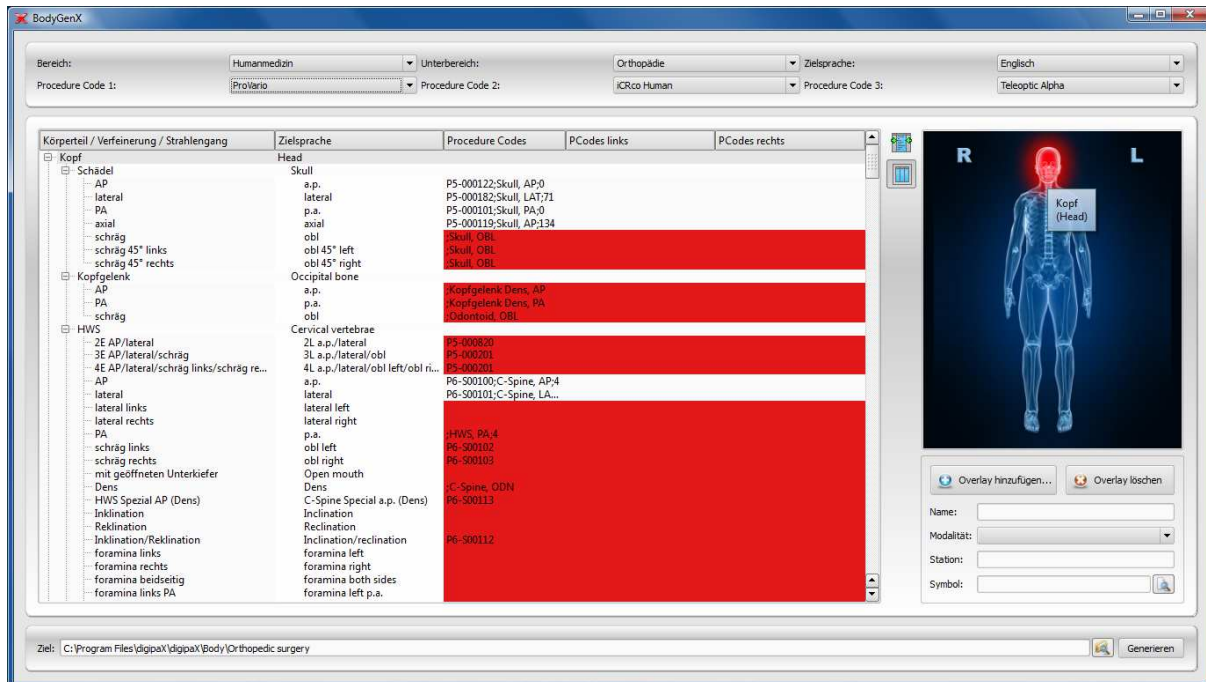 BodyGenX
Bereich: Humanmedizin Unterbereich: Orthopädie Zielsprache: Englisch
Procedure Code 1: ProVario Procedure Code 2: iCRco Human Procedure Code 3: Teleoptic Alpha
Körperteil / Verfeinerung / Strahlengang Zielsprache Procedure Codes PCodes links PCodes rechts
Kopf Head
Schädel Skull
AP a.p. P5-000122;Skull, AP;0
lateral lateral P5-000182;Skull, LAT;71
PA p.a. P5-000101;Skull, PA;0
axial axial P5-000119;Skull, AP;134
schräg obl ;Skull, OBL
schräg 45° links obl 45° left ;Skull, OBL
schräg 45° rechts obl 45° right ;Skull, OBL
Kopfgelenk Occipital bone
AP a.p. ;Kopfgelenk Dens, AP
PA p.a. ;Kopfgelenk Dens, PA
schräg obl ;Odontoid, OBL
HWS Cervical vertebrae
2E AP/lateral 2L a.p./lateral P5-000820
3E AP/lateral/schräg 3L a.p./lateral/obl P5-000201
4E AP/lateral/schräg links/schräg re... 4L a.p./lateral/obl left/obl ri... P5-000201
AP a.p. P6-S00100;C-Spine, AP;4
lateral lateral P6-S00101;C-Spine, LA...
lateral links lateral left
lateral rechts lateral right
PA p.a. ;HWS, PA;4
schräg links obl left P6-S00102
schräg rechts obl right P6-S00103
mit geöffneten Unterkiefer Open mouth
Dens Dens ;C-Spine, ODN
HWS Spezial AP (Dens) C-Spine Special a.p. (Dens) P6-S00113
Inklination Inclination
Reklination Reclination
Inklination/Reklination Inclination/reclination P6-S00112
foramina links foramina left
foramina rechts foramina right
foramina beidseitig foramina both sides
foramina links PA foramina left p.a.
R L
Kopf
(Head)
Overlay hinzufügen... Overlay löschen
Name:
Modalität:
Station:
Symbol:
Ziel: C:\Program Files\digipaX\digipaX\Body\Orthopedic surgery Generieren